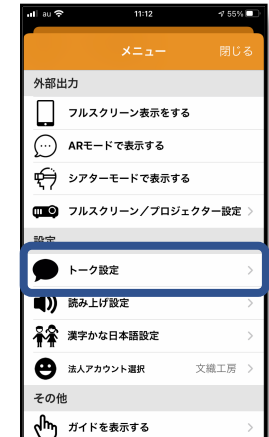 au 11:12 55%
メニュー 閉じる
外部出力
フルスクリーン表示をする
ARモードで表示する
シアターモードで表示する
フルスクリーン／プロジェクター設定
設定
トーク設定
読み上げ設定
漢字かな日本語設定
法人アカウント選択 文織工房
その他
ガイドを表示する